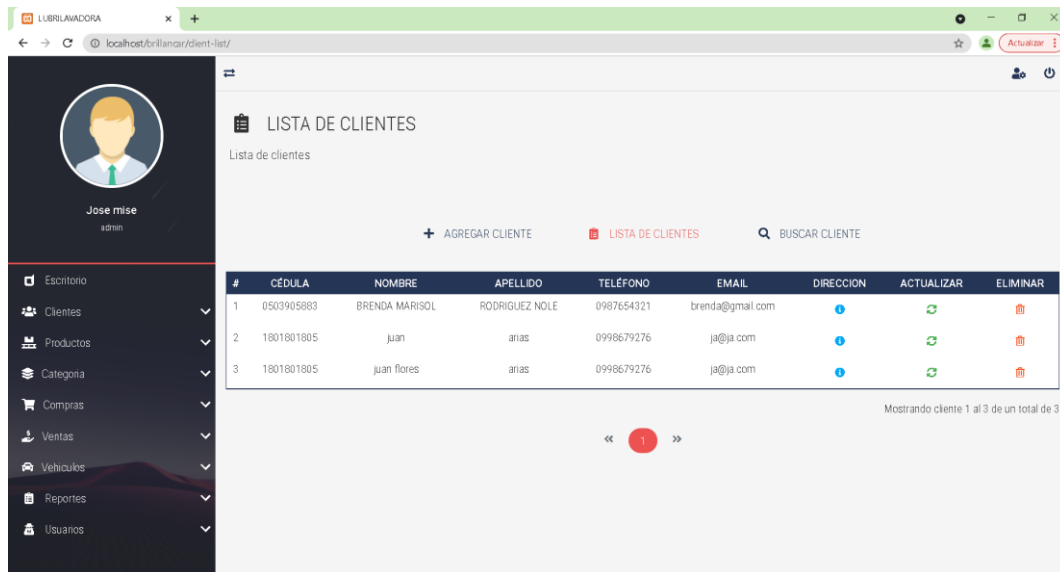 LUBRILAVADORA
localhost/brillancar/client-list/
Actualizar
Jose mise
admin
Escritorio
Clientes
Productos
Categoria
Compras
Ventas
Vehiculos
Reportes
Usuarios
LISTA DE CLIENTES
Lista de clientes
AGREGAR CLIENTE LISTA DE CLIENTES BUSCAR CLIENTE
# CÉDULA NOMBRE APELLIDO TELÉFONO EMAIL DIRECCION ACTUALIZAR ELIMINAR
1 0503905883 BRENDA MARISOL RODRIGUEZ NOLE 0987654321 brenda@gmail.com
2 1801801805 juan arias 0998679276 ja@ja.com
3 1801801805 juan flores arias 0998679276 ja@ja.com
Mostrando cliente 1 al 3 de un total de 3
« 1 »